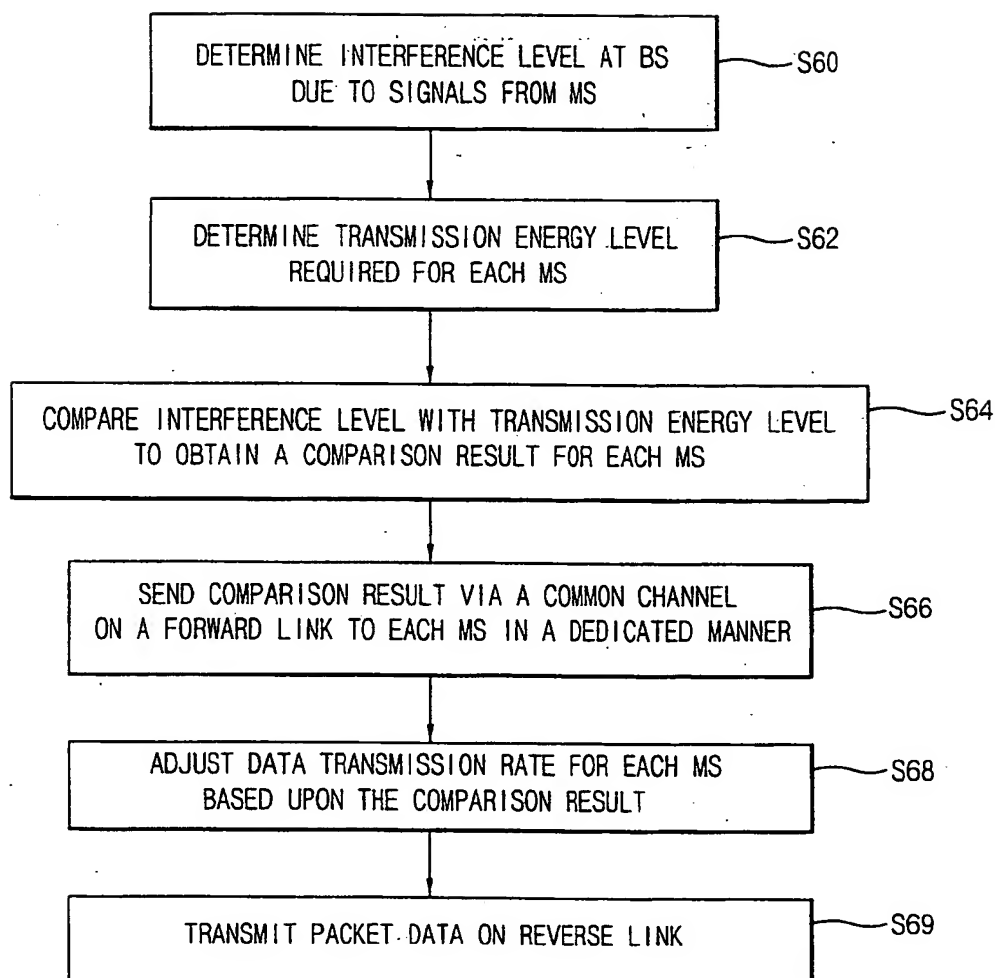 DETERMINE INTERFERENCE LEVEL AT BS
DUE TO SIGNALS FROM MS
S60
DETERMINE TRANSMISSION ENERGY LEVEL
REQUIRED FOR EACH MS
S62
COMPARE INTERFERENCE LEVEL WITH TRANSMISSION ENERGY LEVEL
TO OBTAIN A COMPARISON RESULT FOR EACH MS
S64
SEND COMPARISON RESULT VIA A COMMON CHANNEL
ON A FORWARD LINK TO EACH MS IN A DEDICATED MANNER
S66
ADJUST DATA TRANSMISSION RATE FOR EACH MS
BASED UPON THE COMPARISON RESULT
S68
TRANSMIT PACKET DATA ON REVERSE LINK
S69